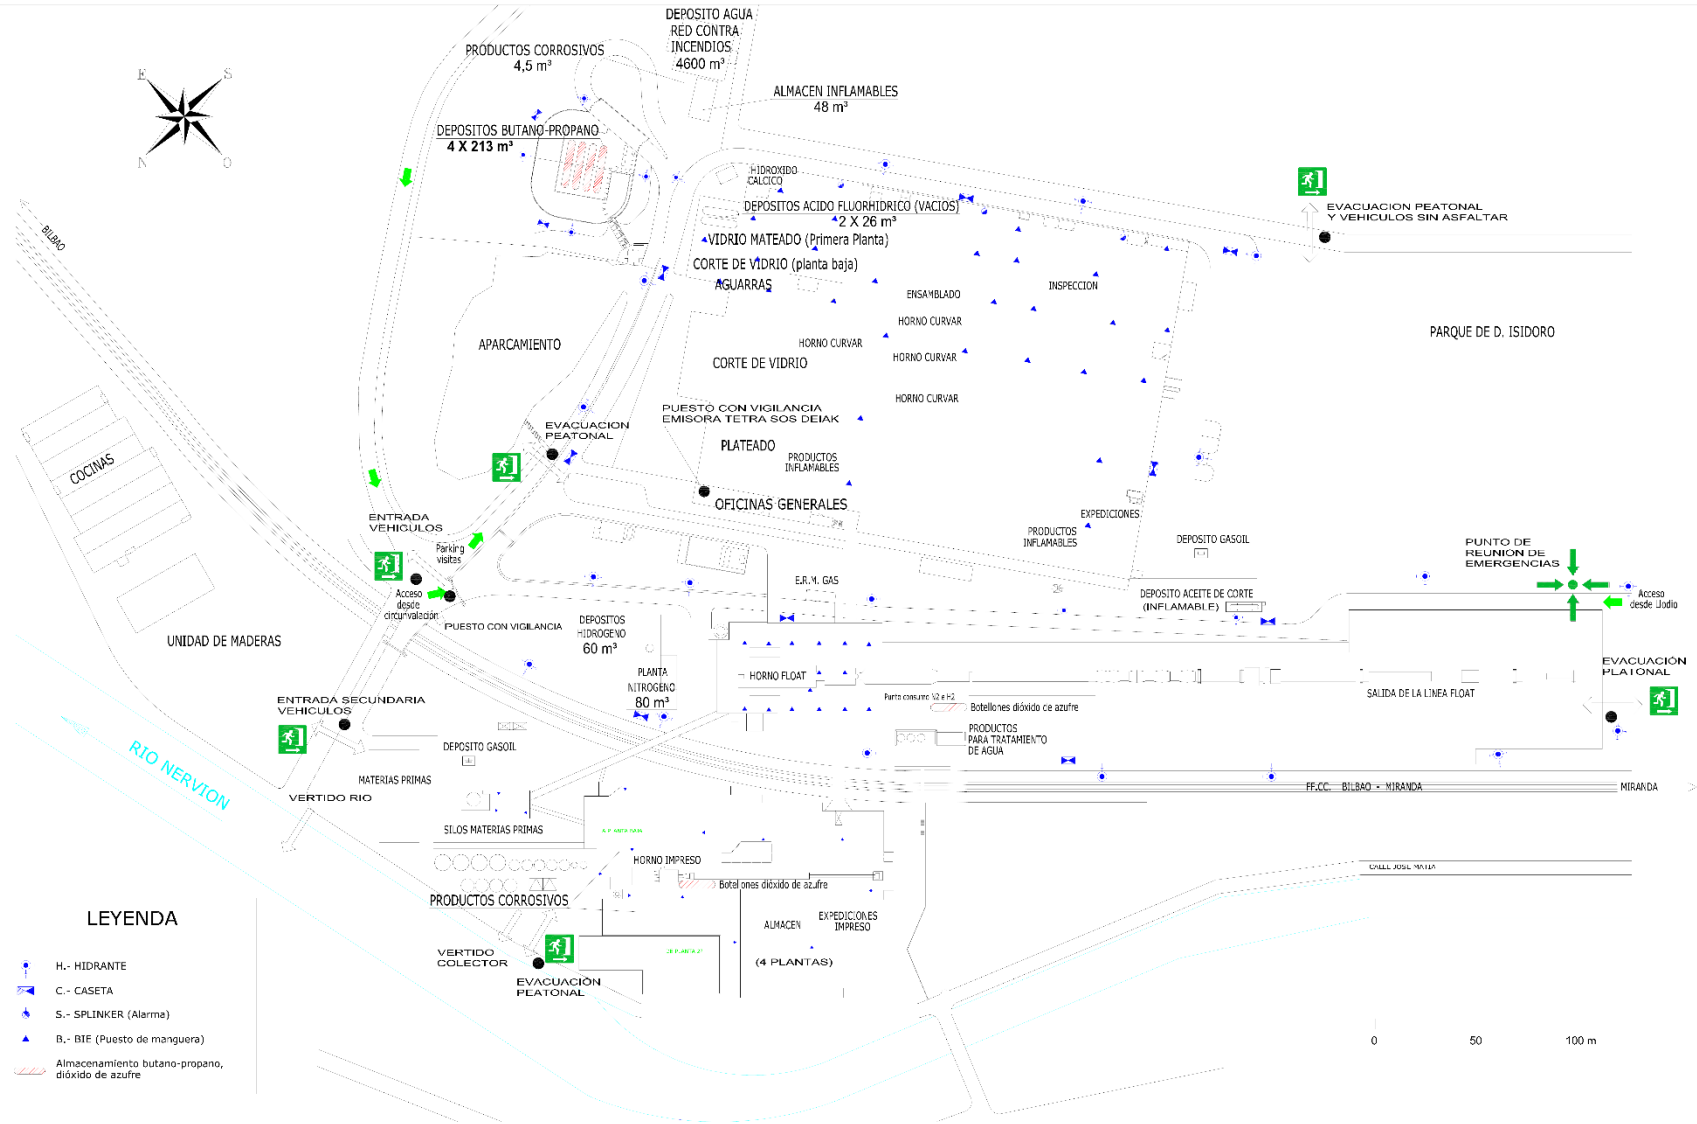 DEPOSITO AGUA
RED CONTRA
INCENDIOS
4600 m³
PRODUCTOS CORROSIVOS
4,5 m³
E
S
N
O
ALMACEN INFLAMABLES
48 m³
DEPOSITOS BUTANO-PROPANO
4 X 213 m³
HIDROXIDO
CALCICO
DEPOSITOS ACIDO FLUORHIDRICO (VACIOS)
2 X 26 m³
EVACUACION PEATONAL
Y VEHICULOS SIN ASFALTAR
BILBAO
VIDRIO MATEADO (Primera Planta)
CORTE DE VIDRIO (planta baja)
AGUARRAS
ENSAMBLADO
INSPECCION
HORNO CURVAR
HORNO CURVAR
HORNO CURVAR
HORNO CURVAR
PARQUE DE D. ISIDORO
APARCAMIENTO
CORTE DE VIDRIO
PUESTO CON VIGILANCIA
EMISORA TETRA SOS DEIAK
EVACUACION
PEATONAL
PLATEADO
PRODUCTOS
INFLAMABLES
COCINAS
OFICINAS GENERALES
EXPEDICIONES
PRODUCTOS
INFLAMABLES
ENTRADA
VEHICULOS
Parking
visitas
DEPOSITO GASOIL
PUNTO DE
REUNION DE
EMERGENCIAS
E.R.M. GAS
DEPOSITO ACEITE DE CORTE
(INFLAMABLE)
Acceso
desde
circunvalación
Acceso
desde Llodio
PUESTO CON VIGILANCIA
DEPOSITOS
HIDROGENO
60 m³
UNIDAD DE MADERAS
PLANTA
NITROGENO
80 m³
HORNO FLOAT
EVACUACIÓN
PLATONAL
SALIDA DE LA LINEA FLOAT
Punto consumo N2 e H2
Botellones dióxido de azufre
ENTRADA SECUNDARIA
VEHICULOS
PRODUCTOS
PARA TRATAMIENTO
DE AGUA
DEPOSITO GASOIL
RIO NERVION
MATERIAS PRIMAS
VERTIDO RIO
FF.CC. BILBAO - MIRANDA
MIRANDA
SILOS MATERIAS PRIMAS
HORNO IMPRESO
CALLE JOSE MATIA
Botellones dióxido de azufre
PRODUCTOS CORROSIVOS
LEYENDA
ALMACEN
(4 PLANTAS)
EXPEDICIONES
IMPRESO
VERTIDO
COLECTOR
EVACUACIÓN
PEATONAL
H.- HIDRANTE
C.- CASETA
S.- SPLINKER (Alarma)
B.- BIE (Puesto de manguera)
Almacenamiento butano-propano,
dióxido de azufre
0 50 100 m